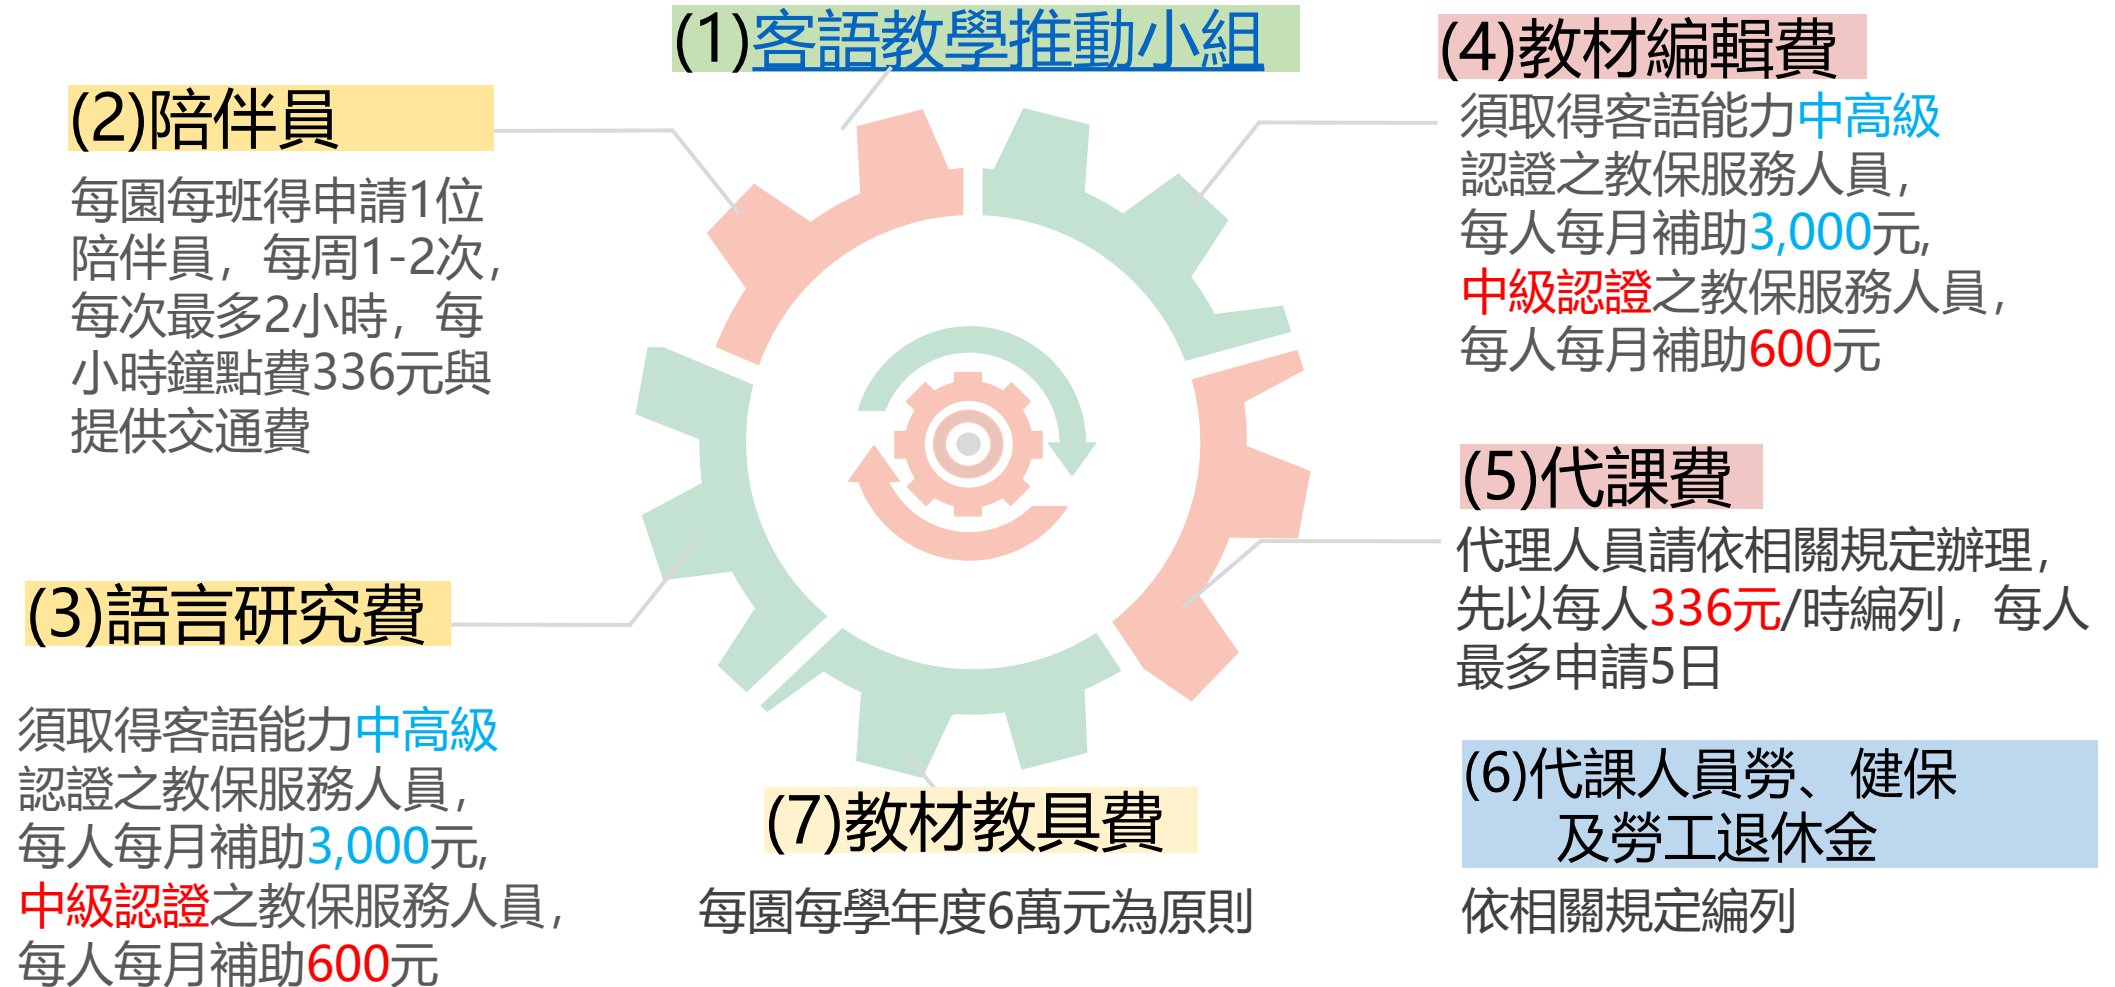 (1)客語教學推動小組
(2)陪伴員
每園每班得申請1位
陪伴員，每周1-2次，
每次最多2小時，每
小時鐘點費336元與
提供交通費
(3)語言研究費
須取得客語能力中高級
認證之教保服務人員，
每人每月補助3,000元,
中級認證之教保服務人員，
每人每月補助600元
(4)教材編輯費
須取得客語能力中高級
認證之教保服務人員，
每人每月補助3,000元,
中級認證之教保服務人員，
每人每月補助600元
(5)代課費
代理人員請依相關規定辦理，
先以每人336元/時編列，每人
最多申請5日
(6)代課人員勞、健保
及勞工退休金
依相關規定編列
(7)教材教具費
每園每學年度6萬元為原則